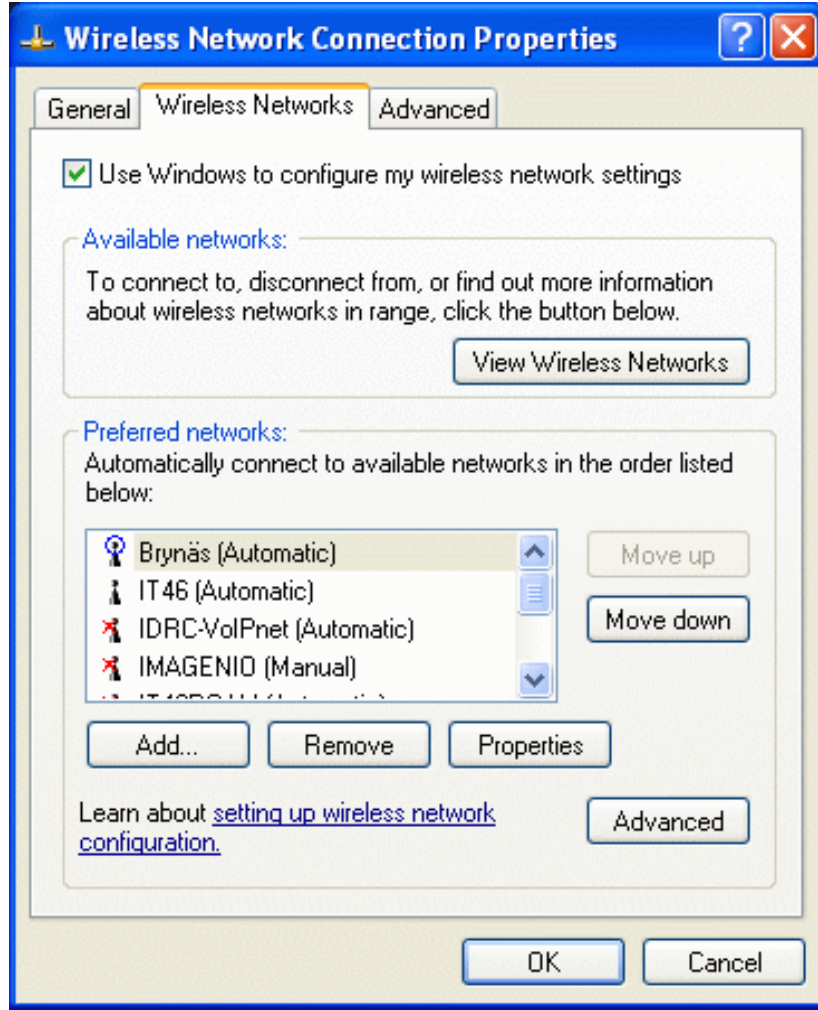 Wireless Network Connection Properties
General Wireless Networks Advanced
Use Windows to configure my wireless network settings
Available networks:
To connect to, disconnect from, or find out more information
about wireless networks in range, click the button below.
View Wireless Networks
Preferred networks:
Automatically connect to available networks in the order listed
below:
Brynäs (Automatic)
IT46 (Automatic)
IDRC-VoIPnet (Automatic)
IMAGENIO (Manual)
Move up
Move down
Add...
Remove
Properties
Learn about setting up wireless network
configuration.
Advanced
OK
Cancel